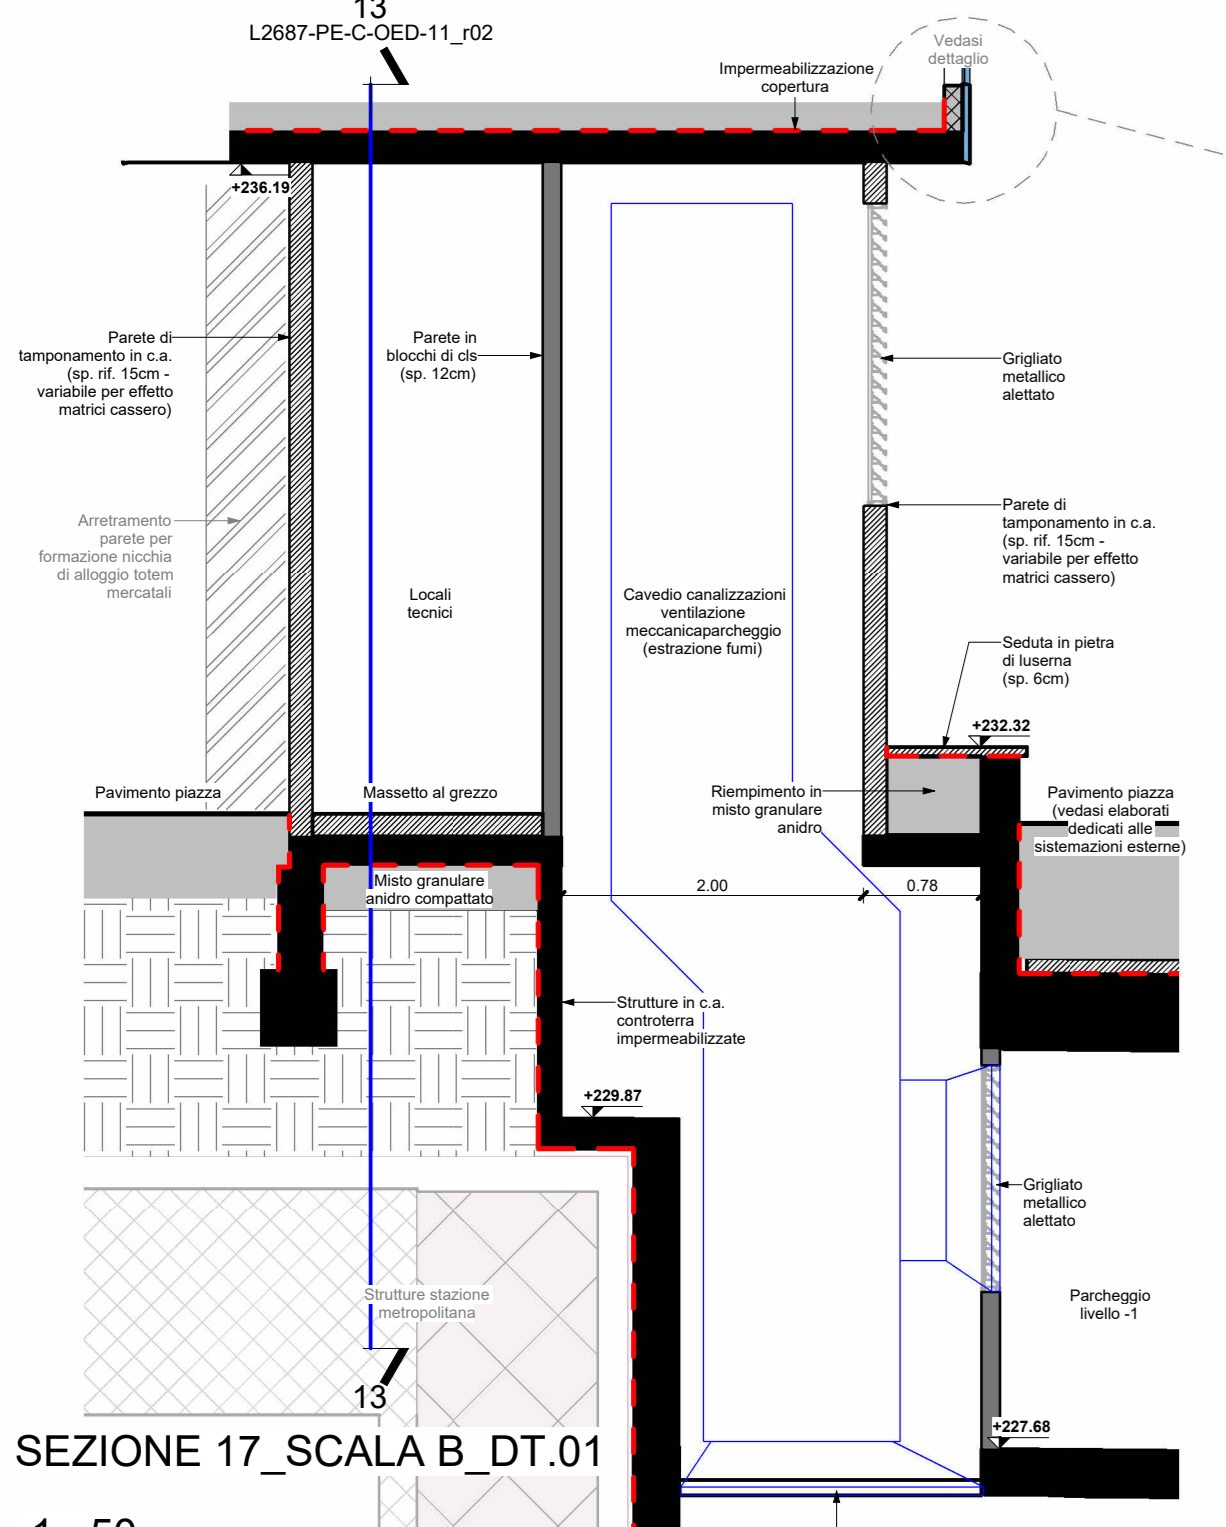 13
L2687-PE-C-OED-11_r02
Vedasi
dettaglio
Impermeabilizzazione
copertura
+236.19
Parete di
tamponamento in c.a.
(sp. rif. 15cm -
variabile per effetto
matrici cassero)
Parete in
blocchi di cls
(sp. 12cm)
Grigliato
metallico
alettato
Arretramento
parete per
formazione nicchia
di alloggio totem
mercatali
Parete di
tamponamento in c.a.
(sp. rif. 15cm -
variabile per effetto
matrici cassero)
Locali
tecnici
Cavedio canalizzazioni
ventilazione
meccanicaparcheggio
(estrazione fumi)
Seduta in pietra
di luserna
(sp. 6cm)
+232.32
Pavimento piazza
Massetto al grezzo
Riempimento in
misto granulare
anidro
Pavimento piazza
(vedasi elaborati
dedicati alle
sistemazioni esterne)
Misto granulare
anidro compattato
2.00
0.78
Strutture in c.a.
controterra
impermeabilizzate
+229.87
Grigliato
metallico
alettato
Strutture stazione
metropolitana
Parcheggio
livello -1
13
+227.68
SEZIONE 17_SCALA B_DT.01